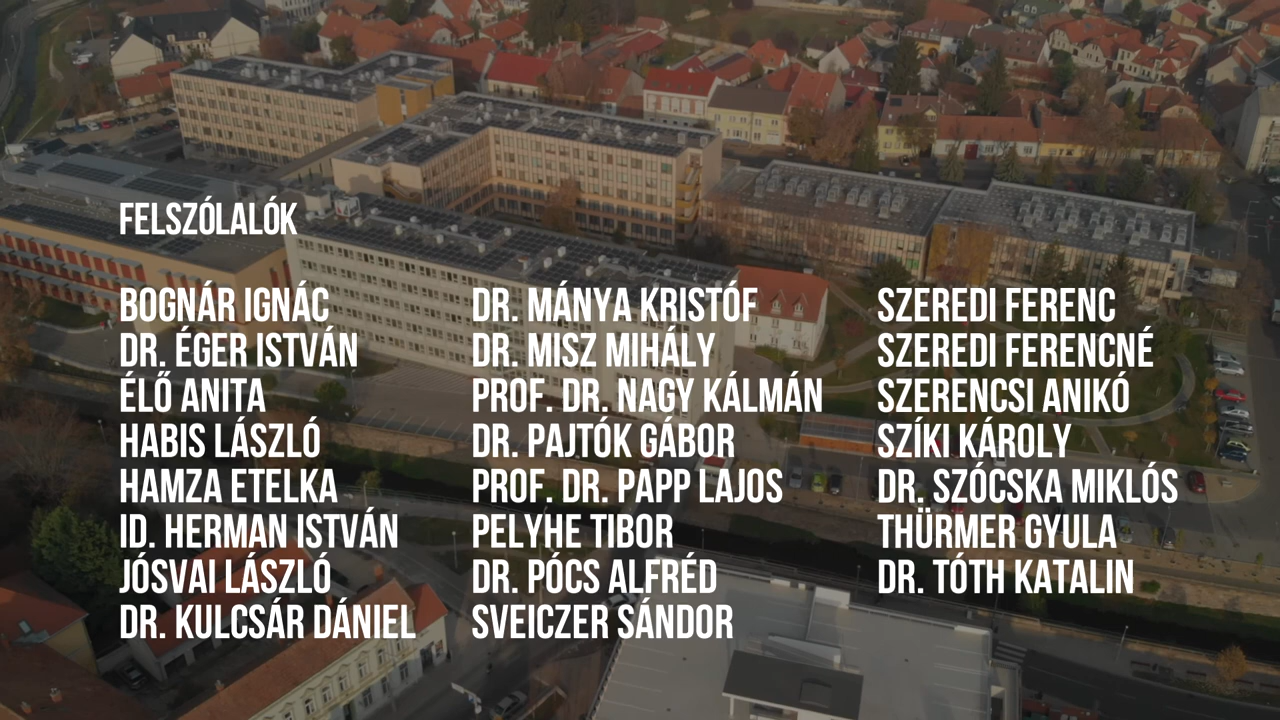 FELSZÓLALÓK
BOGNÁR IGNÁC
DR. ÉGER ISTVÁN
ÉLŐ ANITA
HABIS LÁSZLÓ
HAMZA ETELKA
ID. HERMAN ISTVÁN
JÓSVAI LÁSZLÓ
DR. KULCSÁR DÁNIEL
DR. MÁNYA KRISTÓF
DR. MISZ MIHÁLY
PROF. DR. NAGY KÁLMÁN
DR. PAJTÓK GÁBOR
PROF. DR. PAPP LAJOS
PELYHE TIBOR
DR. PÓCS ALFRÉD
SVEICZER SÁNDOR
SZEREDI FERENC
SZEREDI FERENCNÉ
SZERENCSI ANIKÓ
SZÍKI KÁROLY
DR. SZÓCSKA MIKLÓS
THÜRMER GYULA
DR. TÓTH KATALIN